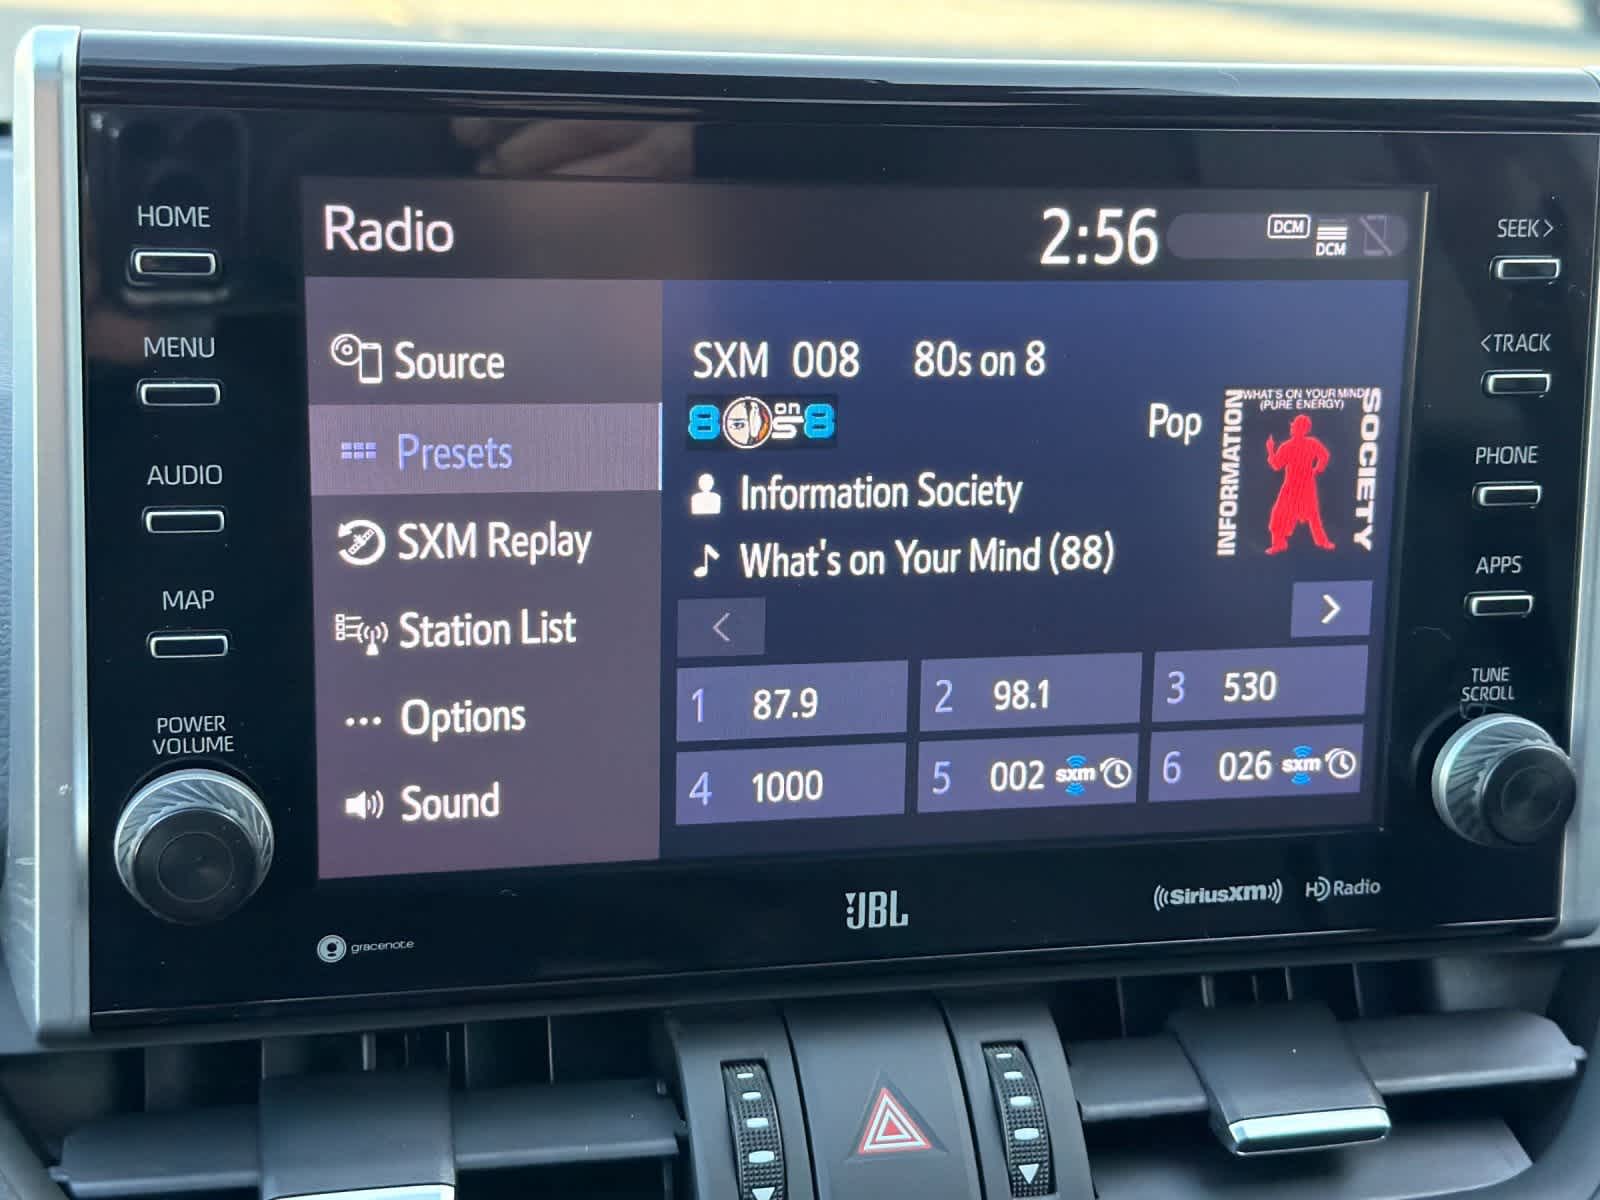 HOME
MENU
AUDIO
MAP
POWER
VOLUME
Radio
2:56
DCM
DCM
Source
Presets
SXM Replay
Station List
Options
Sound
SXM 008 80s on 8
8 on s 8
Pop
WHAT'S ON YOUR MIND
(PURE ENERGY)
INFORMATION
SOCIETY
Information Society
What's on Your Mind (88)
<
>
1 87.9
2 98.1
3 530
4 1000
5 002 sxm
6 026 sxm
SEEK >
< TRACK
PHONE
APPS
TUNE
SCROLL
gracenote
JBL
((SiriusXM))
HD Radio